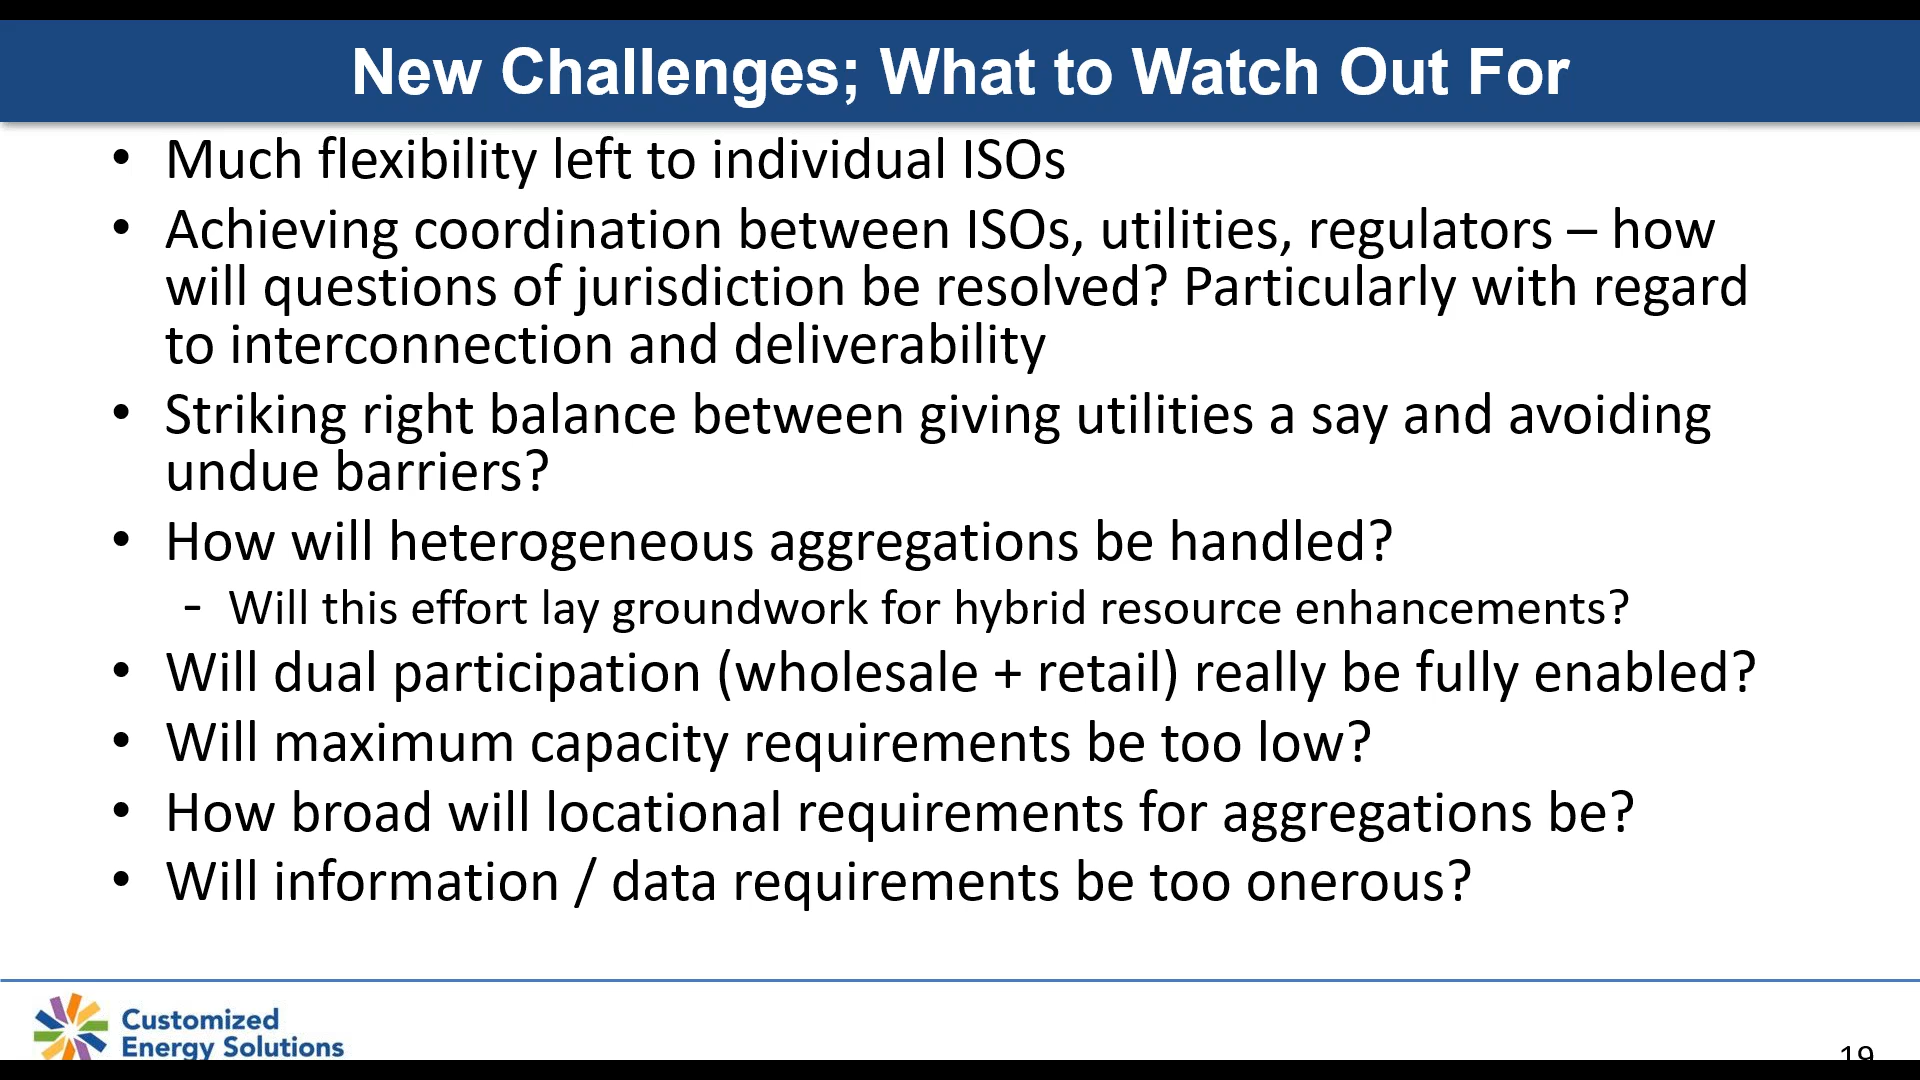 New Challenges; What to Watch Out For
• Much flexibility left to individual ISOs
• Achieving coordination between ISOs, utilities, regulators – how
will questions of jurisdiction be resolved? Particularly with regard
to interconnection and deliverability
• Striking right balance between giving utilities a say and avoiding
undue barriers?
• How will heterogeneous aggregations be handled?
- Will this effort lay groundwork for hybrid resource enhancements?
• Will dual participation (wholesale + retail) really be fully enabled?
• Will maximum capacity requirements be too low?
• How broad will locational requirements for aggregations be?
• Will information / data requirements be too onerous?
Customized
Energy Solutions
19